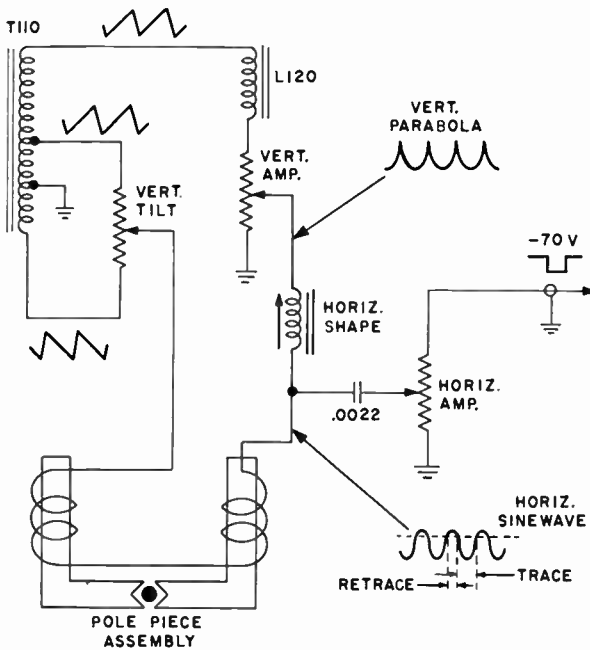 T110
L120
VERT.
PARABOLA
VERT.
AMP.
VERT.
TILT
-70 V
HORIZ.
SHAPE
.0022
HORIZ.
AMP.
HORIZ.
SINEWAVE
TRACE
RETRACE
POLE PIECE
ASSEMBLY